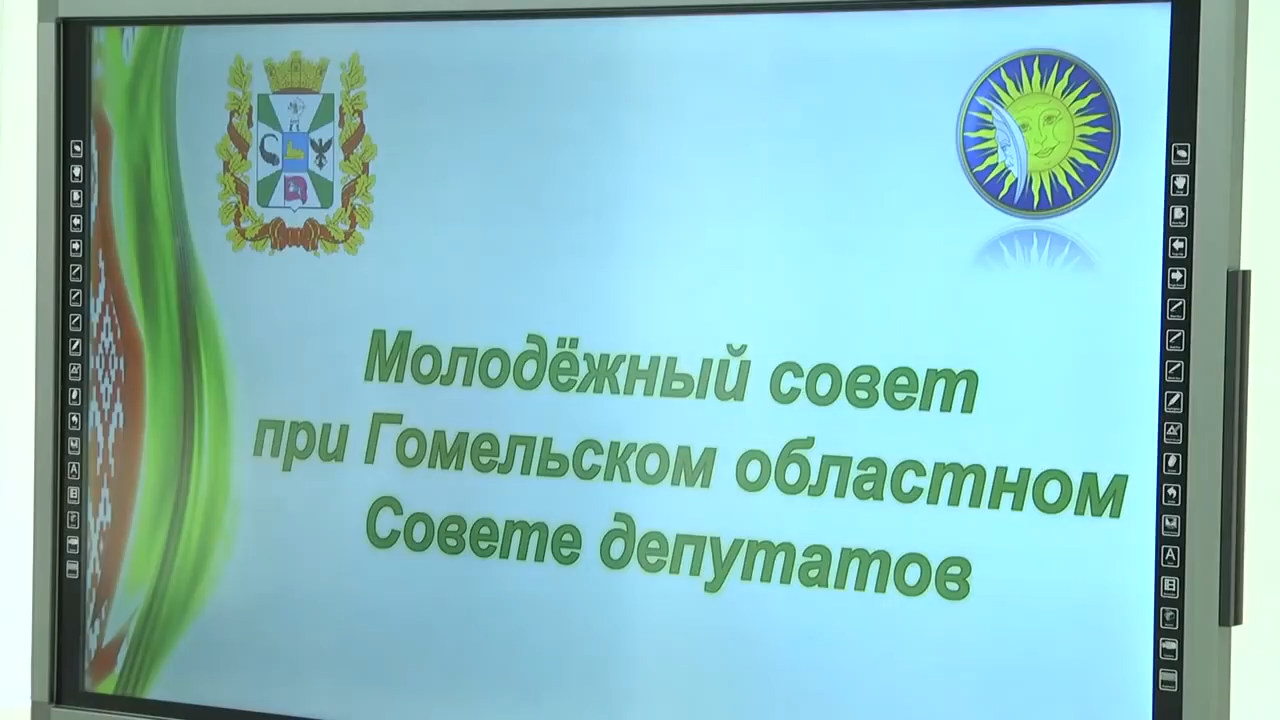 Молодёжный совет
при Гомельском областном
Совете депутатов